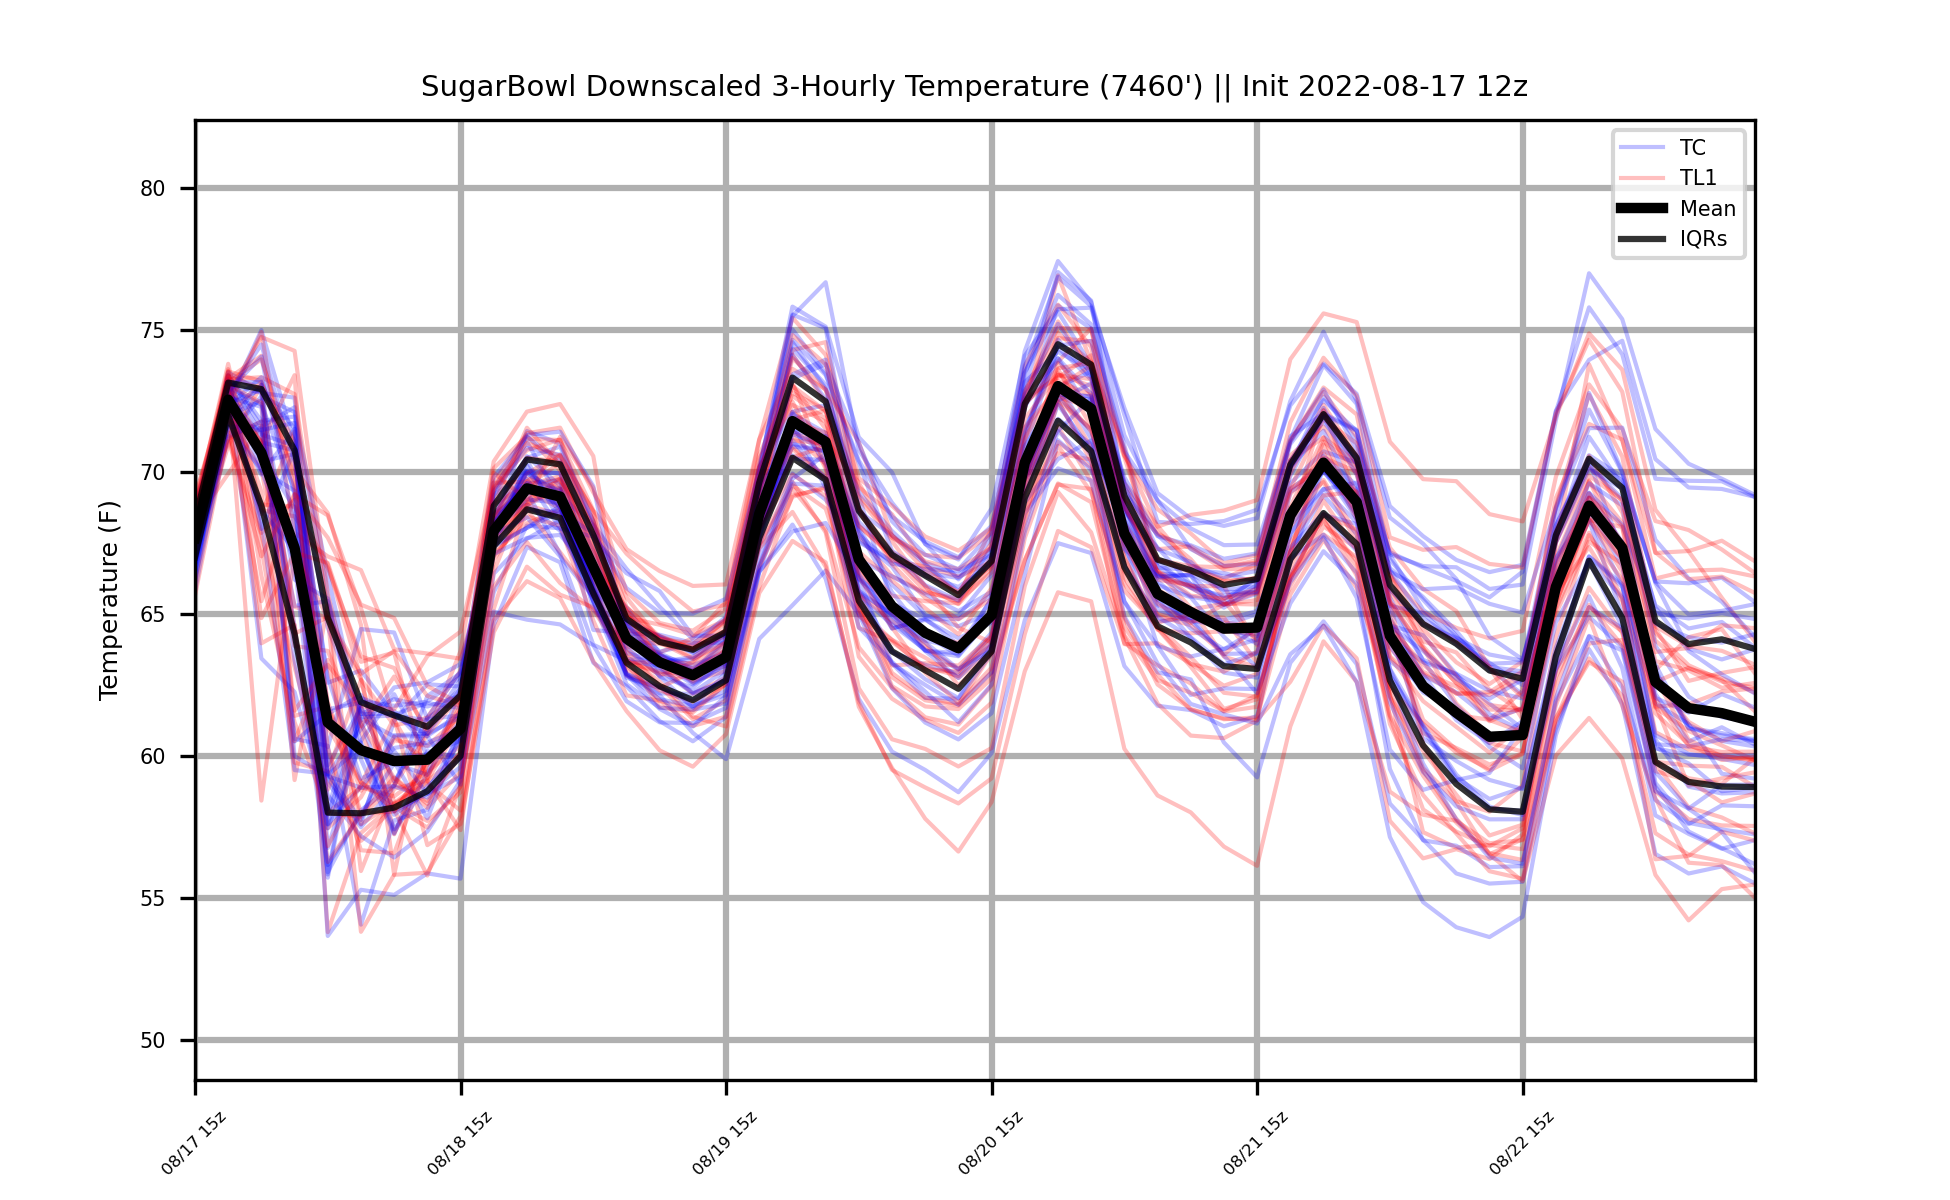 SugarBowl Downscaled 3-Hourly Temperature (7460') || Init 2022-08-17 12z
TC
TL1
Mean
IQRs
Temperature (F)
80
75
70
65
60
55
50
08/17 15z
08/18 15z
08/19 15z
08/20 15z
08/21 15z
08/22 15z